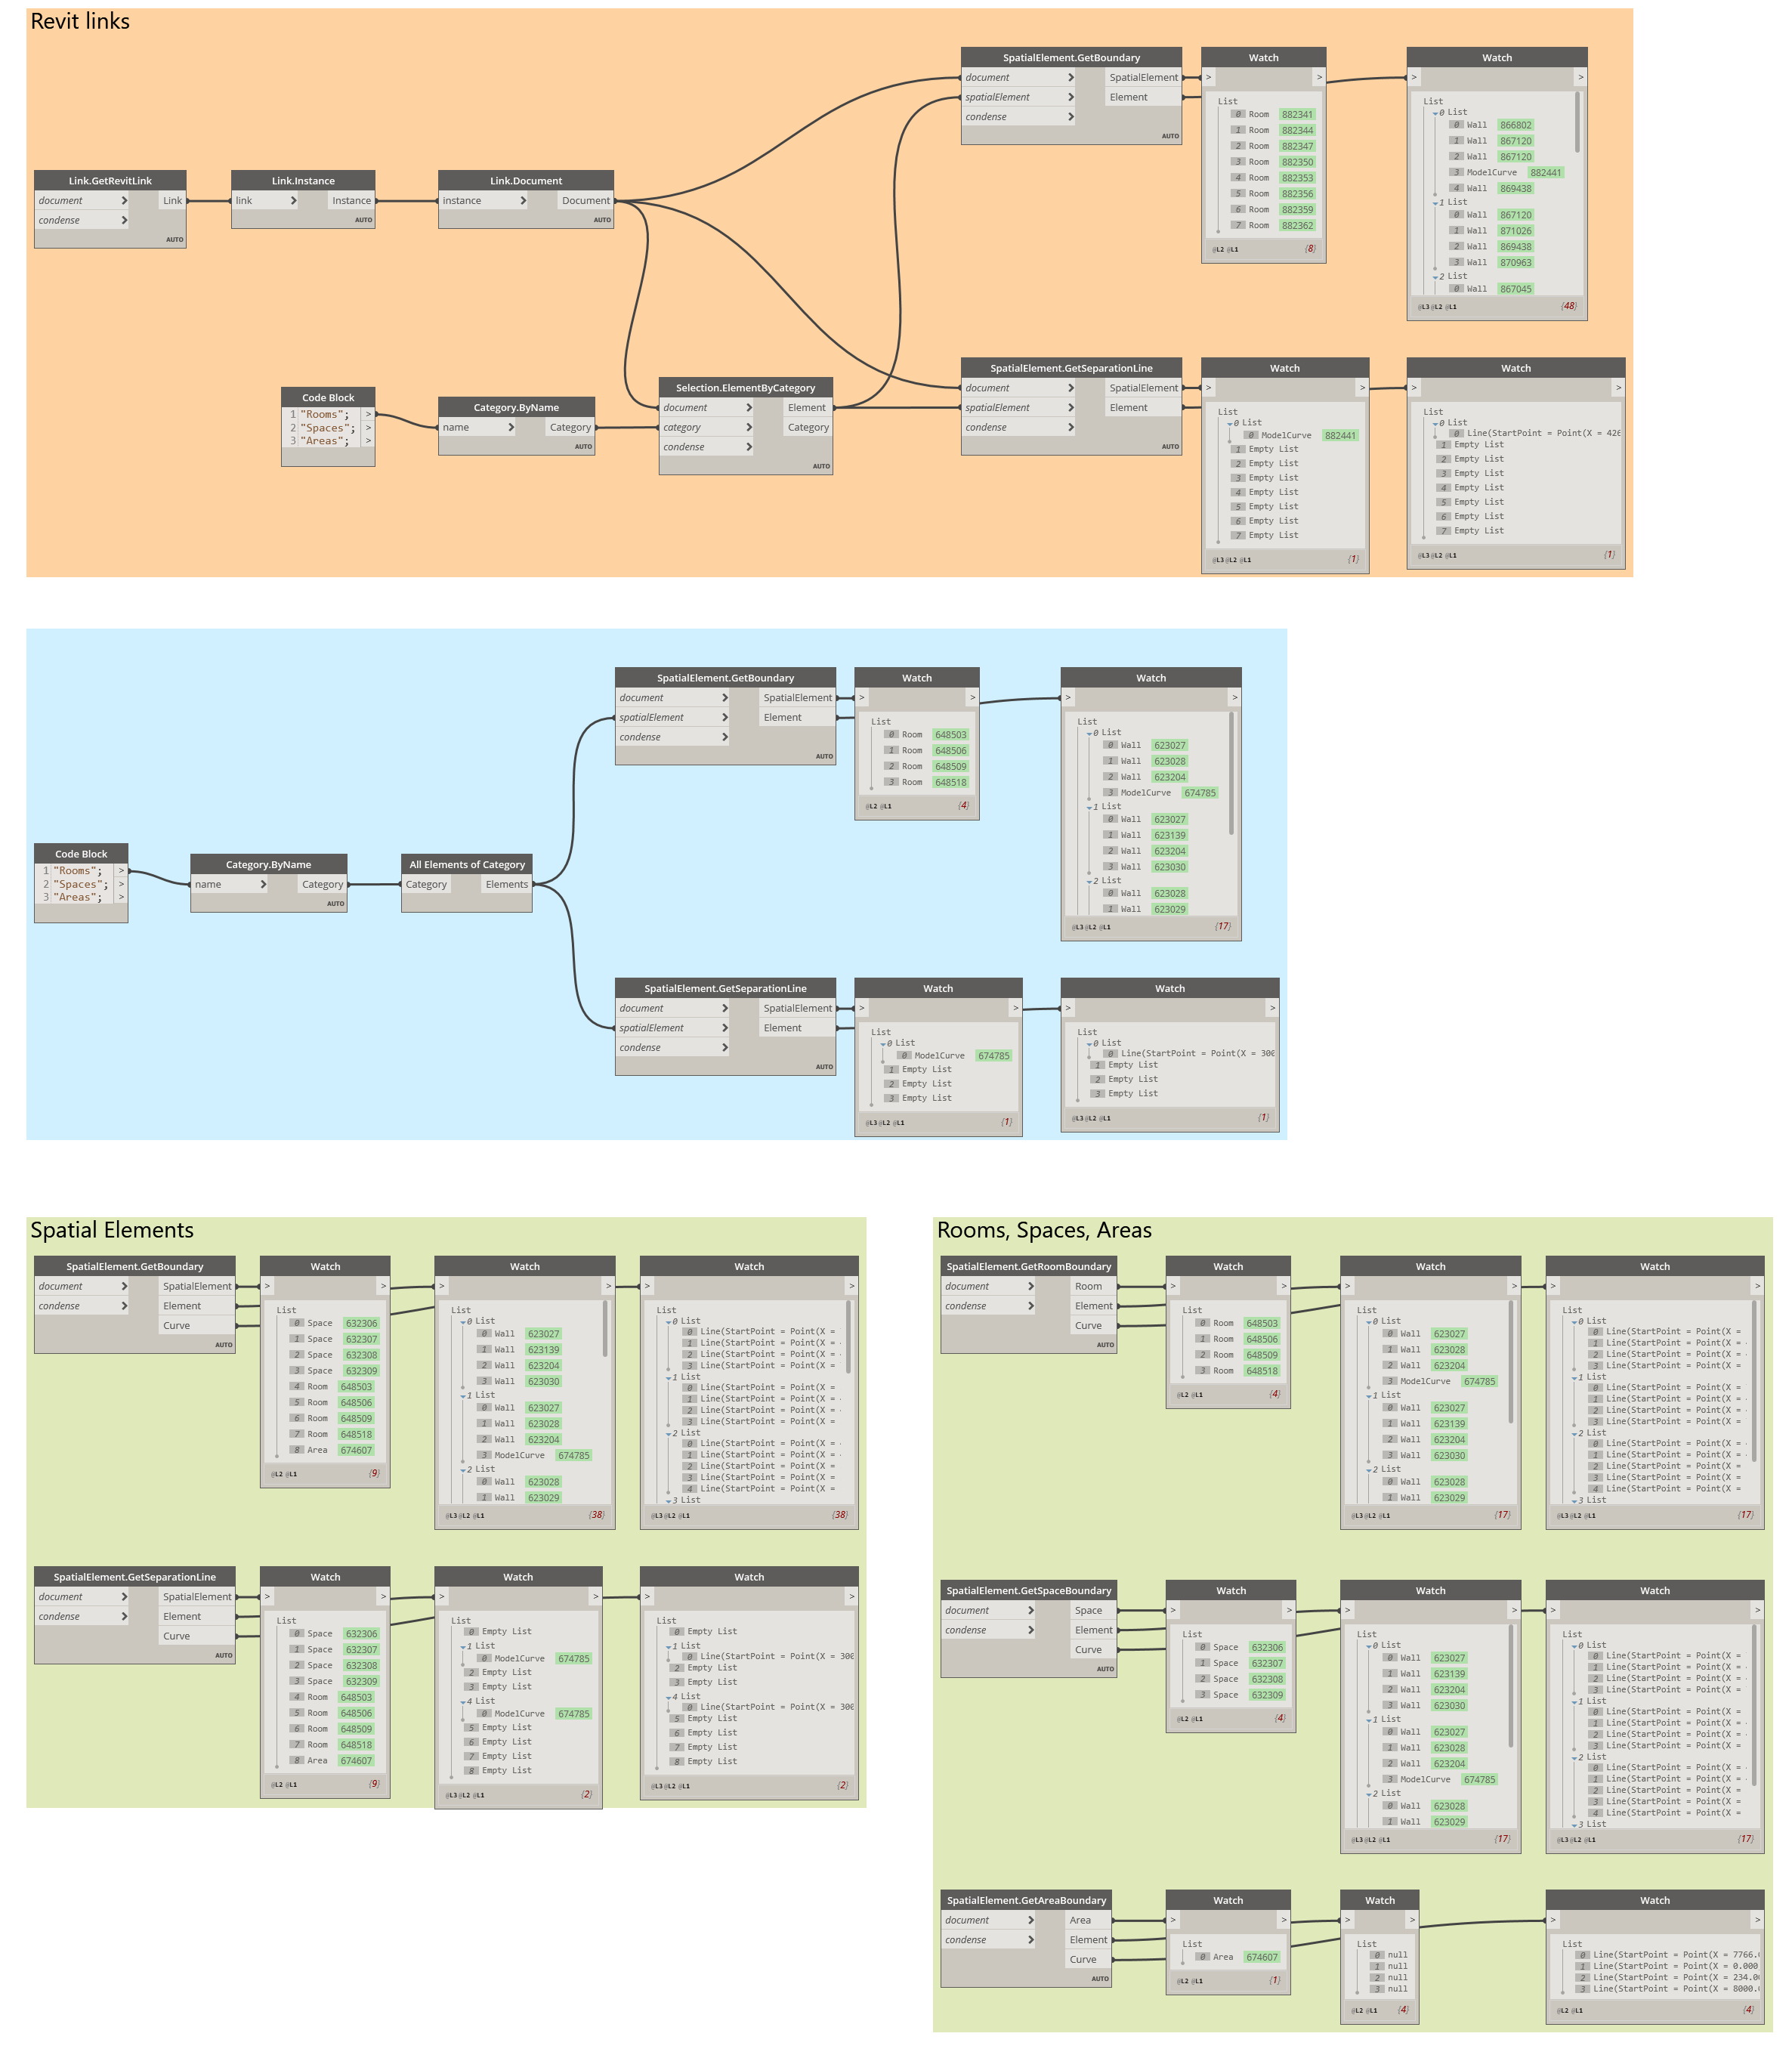 Revit links
SpatialElement.GetBoundary
document > SpatialElement
spatialElement > Element
condense >
AUTO
Watch
> >
List
0 Room 882341
1 Room 882344
2 Room 882347
3 Room 882350
4 Room 882353
5 Room 882356
6 Room 882359
7 Room 882362
@L2 @L1 {8}
Watch
> >
List
0 List
0 Wall 866802
1 Wall 867120
2 Wall 867120
3 ModelCurve 882441
4 Wall 869438
1 List
0 Wall 867120
1 Wall 871026
2 Wall 869438
3 Wall 870963
2 List
0 Wall 867045
@L3 @L2 @L1 {48}
Link.GetRevitLink
document > Link
condense >
AUTO
Link.Instance
link > Instance
AUTO
Link.Document
instance > Document
AUTO
Code Block
1 "Rooms"; >
2 "Spaces"; >
3 "Areas"; >
Category.ByName
name > Category
AUTO
Selection.ElementByCategory
document > Element
category > Category
condense >
AUTO
SpatialElement.GetSeparationLine
document > SpatialElement
spatialElement > Element
condense >
AUTO
Watch
> >
List
0 List
0 ModelCurve 882441
1 Empty List
2 Empty List
3 Empty List
4 Empty List
5 Empty List
6 Empty List
7 Empty List
@L3 @L2 @L1 {1}
Watch
> >
List
0 List
0 Line(StartPoint = Point(X = 426
1 Empty List
2 Empty List
3 Empty List
4 Empty List
5 Empty List
6 Empty List
7 Empty List
@L3 @L2 @L1 {1}
SpatialElement.GetBoundary
document > SpatialElement
spatialElement > Element
condense >
AUTO
Watch
> >
List
0 Room 648503
1 Room 648506
2 Room 648509
3 Room 648518
@L2 @L1 {4}
Watch
> >
List
0 List
0 Wall 623027
1 Wall 623028
2 Wall 623204
3 ModelCurve 674785
1 List
0 Wall 623027
1 Wall 623139
2 Wall 623204
3 Wall 623030
2 List
0 Wall 623028
1 Wall 623029
@L3 @L2 @L1 {17}
Code Block
1 "Rooms"; >
2 "Spaces"; >
3 "Areas"; >
Category.ByName
name > Category
AUTO
All Elements of Category
Category Elements
SpatialElement.GetSeparationLine
document > SpatialElement
spatialElement > Element
condense >
AUTO
Watch
> >
List
0 List
0 ModelCurve 674785
1 Empty List
2 Empty List
3 Empty List
@L3 @L2 @L1 {1}
Watch
> >
List
0 List
0 Line(StartPoint = Point(X = 300
1 Empty List
2 Empty List
3 Empty List
@L3 @L2 @L1 {1}
Spatial Elements
SpatialElement.GetBoundary
document > SpatialElement
condense > Element
Curve
AUTO
Watch
> >
List
0 Space 632306
1 Space 632307
2 Space 632308
3 Space 632309
4 Room 648503
5 Room 648506
6 Room 648509
7 Room 648518
8 Area 674607
@L2 @L1 {9}
Watch
> >
List
0 List
0 Wall 623027
1 Wall 623139
2 Wall 623204
3 Wall 623030
1 List
0 Wall 623027
1 Wall 623028
2 Wall 623204
3 ModelCurve 674785
2 List
0 Wall 623028
1 Wall 623029
@L3 @L2 @L1 {38}
Watch
> >
List
0 List
0 Line(StartPoint = Point(X =
1 Line(StartPoint = Point(X =
2 Line(StartPoint = Point(X =
3 Line(StartPoint = Point(X =
1 List
0 Line(StartPoint = Point(X =
1 Line(StartPoint = Point(X =
2 Line(StartPoint = Point(X =
3 Line(StartPoint = Point(X =
2 List
0 Line(StartPoint = Point(X =
1 Line(StartPoint = Point(X =
2 Line(StartPoint = Point(X =
3 Line(StartPoint = Point(X =
4 Line(StartPoint = Point(X =
3 List
@L3 @L2 @L1 {38}
SpatialElement.GetSeparationLine
document > SpatialElement
condense > Element
Curve
AUTO
Watch
> >
List
0 Space 632306
1 Space 632307
2 Space 632308
3 Space 632309
4 Room 648503
5 Room 648506
6 Room 648509
7 Room 648518
8 Area 674607
@L2 @L1 {9}
Watch
> >
List
0 Empty List
1 List
0 ModelCurve 674785
2 Empty List
3 Empty List
4 List
0 ModelCurve 674785
5 Empty List
6 Empty List
7 Empty List
8 Empty List
@L3 @L2 @L1 {2}
Watch
> >
List
0 Empty List
1 List
0 Line(StartPoint = Point(X = 300
2 Empty List
3 Empty List
4 List
0 Line(StartPoint = Point(X = 300
5 Empty List
6 Empty List
7 Empty List
8 Empty List
@L3 @L2 @L1 {2}
Rooms, Spaces, Areas
SpatialElement.GetRoomBoundary
document > Room
condense > Element
Curve
AUTO
Watch
> >
List
0 Room 648503
1 Room 648506
2 Room 648509
3 Room 648518
@L2 @L1 {4}
Watch
> >
List
0 List
0 Wall 623027
1 Wall 623028
2 Wall 623204
3 ModelCurve 674785
1 List
0 Wall 623027
1 Wall 623139
2 Wall 623204
3 Wall 623030
2 List
0 Wall 623028
1 Wall 623029
@L3 @L2 @L1 {17}
Watch
> >
List
0 List
0 Line(StartPoint = Point(X =
1 Line(StartPoint = Point(X =
2 Line(StartPoint = Point(X =
3 Line(StartPoint = Point(X =
1 List
0 Line(StartPoint = Point(X =
1 Line(StartPoint = Point(X =
2 Line(StartPoint = Point(X =
3 Line(StartPoint = Point(X =
2 List
0 Line(StartPoint = Point(X =
1 Line(StartPoint = Point(X =
2 Line(StartPoint = Point(X =
3 Line(StartPoint = Point(X =
4 Line(StartPoint = Point(X =
3 List
@L3 @L2 @L1 {17}
SpatialElement.GetSpaceBoundary
document > Space
condense > Element
Curve
AUTO
Watch
> >
List
0 Space 632306
1 Space 632307
2 Space 632308
3 Space 632309
@L2 @L1 {4}
Watch
> >
List
0 List
0 Wall 623027
1 Wall 623139
2 Wall 623204
3 Wall 623030
1 List
0 Wall 623027
1 Wall 623028
2 Wall 623204
3 ModelCurve 674785
2 List
0 Wall 623028
1 Wall 623029
@L3 @L2 @L1 {17}
Watch
> >
List
0 List
0 Line(StartPoint = Point(X =
1 Line(StartPoint = Point(X =
2 Line(StartPoint = Point(X =
3 Line(StartPoint = Point(X =
1 List
0 Line(StartPoint = Point(X =
1 Line(StartPoint = Point(X =
2 Line(StartPoint = Point(X =
3 Line(StartPoint = Point(X =
2 List
0 Line(StartPoint = Point(X =
1 Line(StartPoint = Point(X =
2 Line(StartPoint = Point(X =
3 Line(StartPoint = Point(X =
4 Line(StartPoint = Point(X =
3 List
@L3 @L2 @L1 {17}
SpatialElement.GetAreaBoundary
document > Area
condense > Element
Curve
AUTO
Watch
> >
List
0 Area 674607
@L2 @L1 {1}
Watch
> >
List
0 null
1 null
2 null
3 null
@L2 @L1 {4}
Watch
> >
List
0 Line(StartPoint = Point(X = 7766.
1 Line(StartPoint = Point(X = 0.000
2 Line(StartPoint = Point(X = 234.0
3 Line(StartPoint = Point(X = 8000.
@L2 @L1 {4}